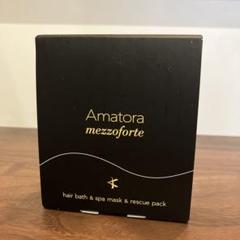 Amatora
mezzoforte
hair bath & spa mask & rescue pack